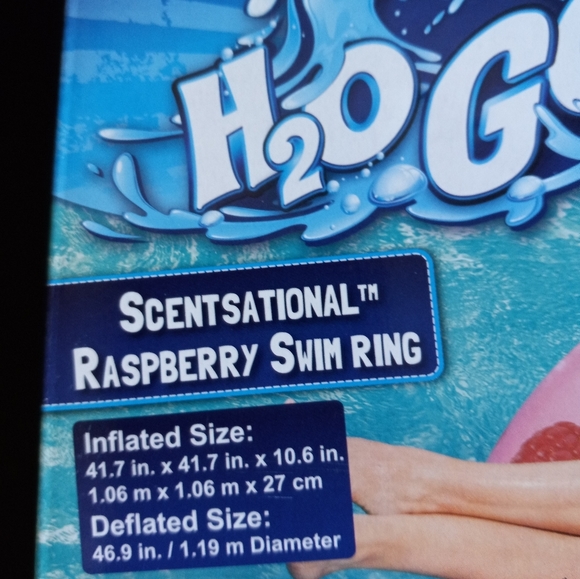 H2OGO
SCENTSATIONAL™
RASPBERRY SWIM RING
Inflated Size:
41.7 in. x 41.7 in. x 10.6 in.
1.06 m x 1.06 m x 27 cm
Deflated Size:
46.9 in. / 1.19 m Diameter